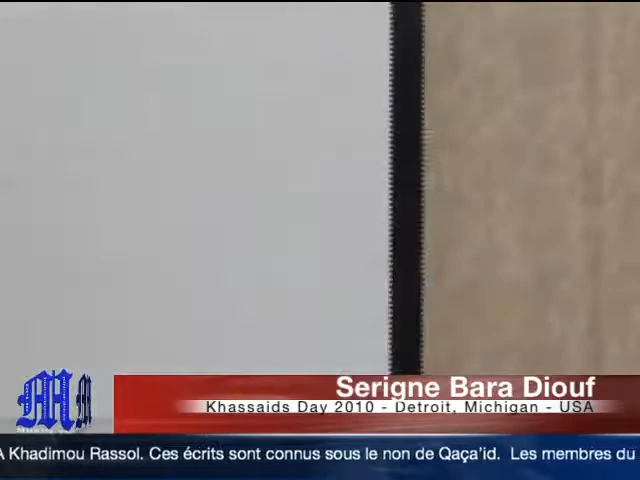 Serigne Bara Diouf
Khassaids Day 2010 - Detroit, Michigan - USA
A Khadimou Rassol. Ces écrits sont connus sous le non de Qaça'id. Les membres du